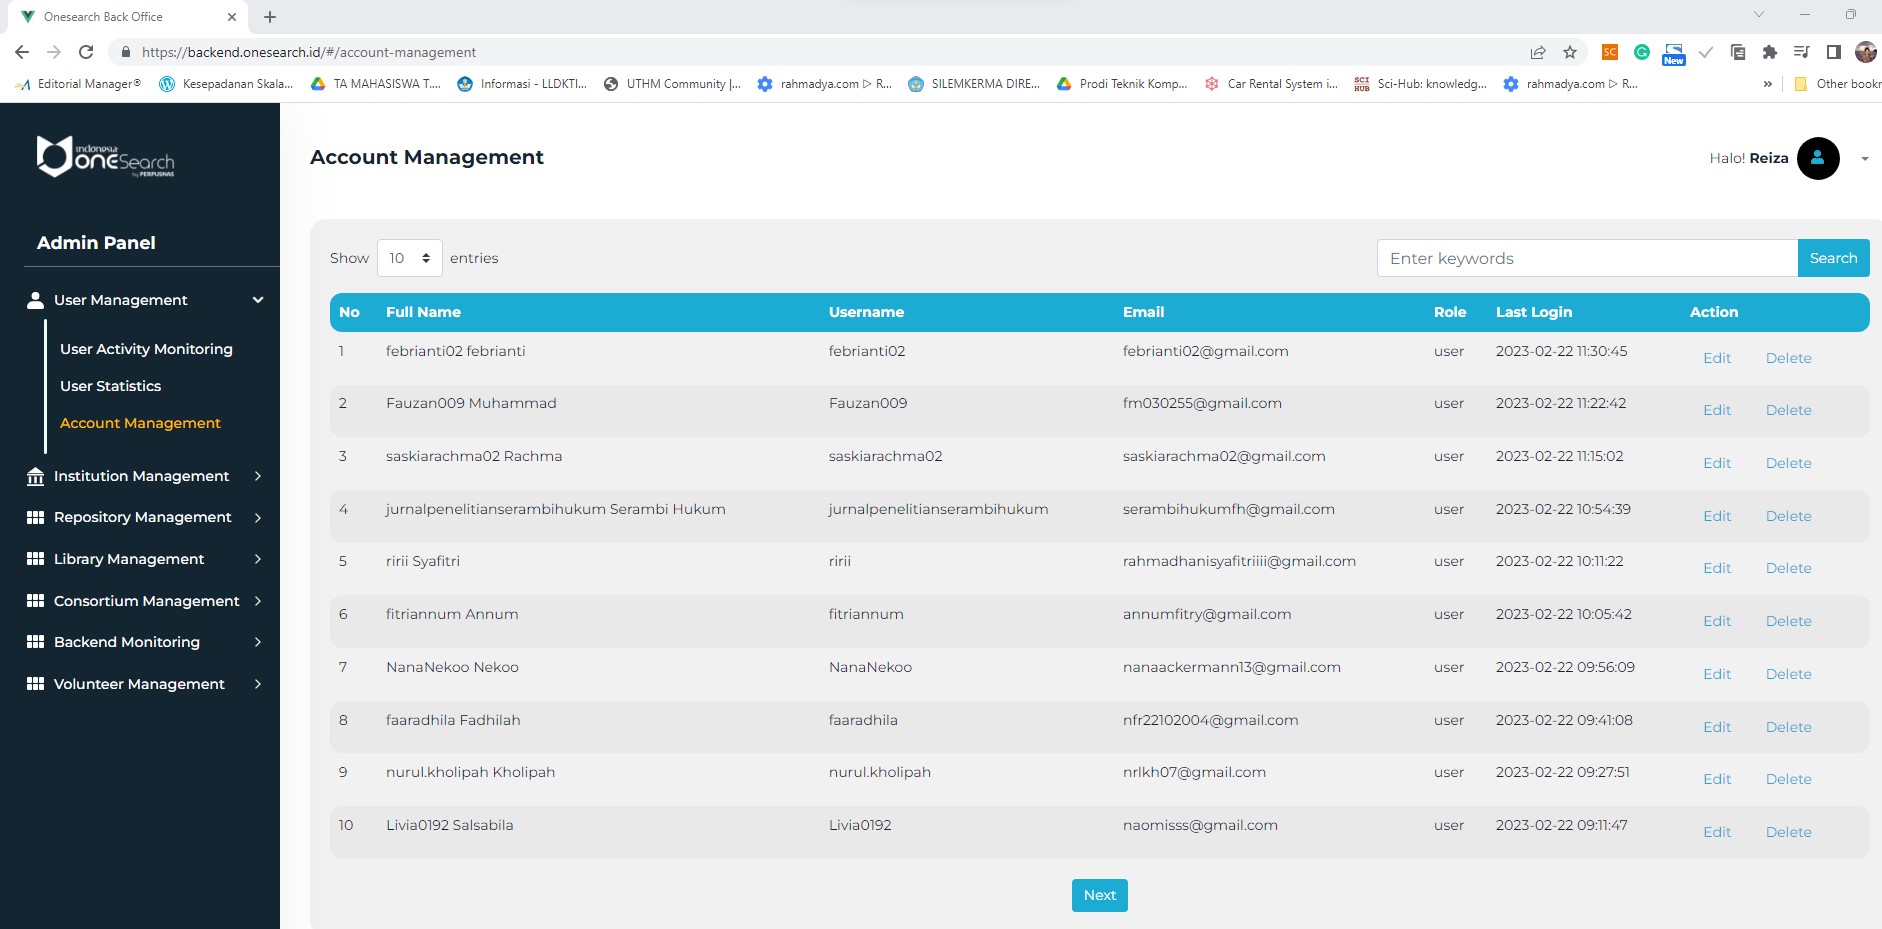 Onesearch Back Office
https://backend.onesearch.id/#/account-management
SC
New
Editorial Manager®
Kesepadanan Skala...
TA MAHASISWA T....
Informasi - LLDKTI...
UTHM Community |...
rahmadya.com ▷ R...
SILEMKERMA DIRE...
Prodi Teknik Komp...
Car Rental System i...
SCI HUB
Sci-Hub: knowledg...
rahmadya.com ▷ R...
»
Other bookr
indonesia
oneSearch
by PERPUSNAS
Account Management
Halo! Reiza
Admin Panel
User Management
User Activity Monitoring
User Statistics
Account Management
Institution Management
Repository Management
Library Management
Consortium Management
Backend Monitoring
Volunteer Management
Show 10 entries
Enter keywords Search
No Full Name Username Email Role Last Login Action
1 febrianti02 febrianti febrianti02 febrianti02@gmail.com user 2023-02-22 11:30:45 Edit Delete
2 Fauzan009 Muhammad Fauzan009 fm030255@gmail.com user 2023-02-22 11:22:42 Edit Delete
3 saskiarachma02 Rachma saskiarachma02 saskiarachma02@gmail.com user 2023-02-22 11:15:02 Edit Delete
4 jurnalpenelitianserambihukum Serambi Hukum jurnalpenelitianserambihukum serambihukumfh@gmail.com user 2023-02-22 10:54:39 Edit Delete
5 ririi Syafitri ririi rahmadhanisyafitriiii@gmail.com user 2023-02-22 10:11:22 Edit Delete
6 fitriannum Annum fitriannum annumfitry@gmail.com user 2023-02-22 10:05:42 Edit Delete
7 NanaNekoo Nekoo NanaNekoo nanaackermann13@gmail.com user 2023-02-22 09:56:09 Edit Delete
8 faaradhila Fadhilah faaradhila nfr22102004@gmail.com user 2023-02-22 09:41:08 Edit Delete
9 nurul.kholipah Kholipah nurul.kholipah nrlkh07@gmail.com user 2023-02-22 09:27:51 Edit Delete
10 Livia0192 Salsabila Livia0192 naomisss@gmail.com user 2023-02-22 09:11:47 Edit Delete
Next